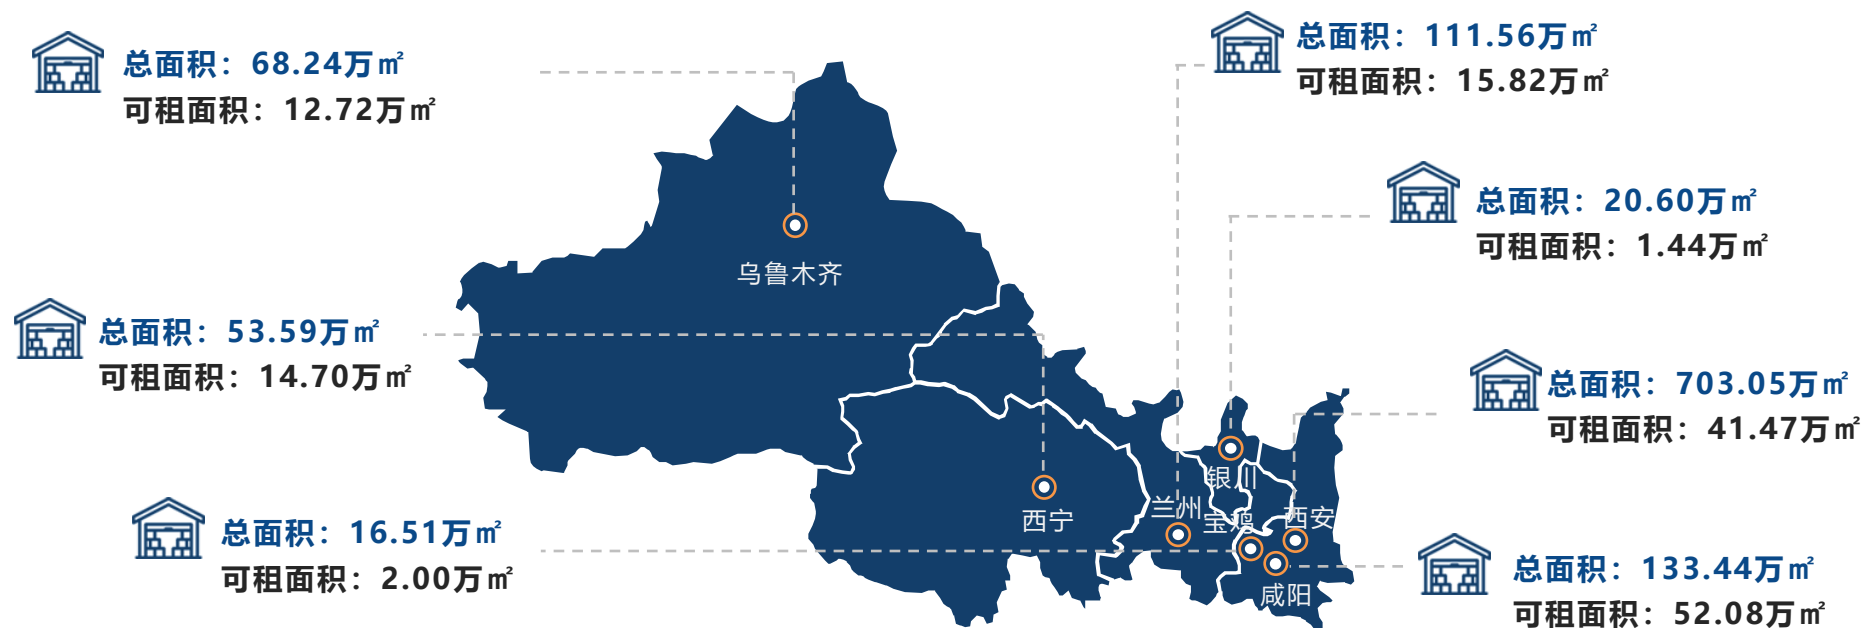 总面积：68.24万㎡
可租面积：12.72万㎡
总面积：111.56万㎡
可租面积：15.82万㎡
总面积：20.60万㎡
可租面积：1.44万㎡
乌鲁木齐
总面积：53.59万㎡
可租面积：14.70万㎡
总面积：703.05万㎡
可租面积：41.47万㎡
银川
兰州
西宁
宝鸡
西安
总面积：16.51万㎡
可租面积：2.00万㎡
咸阳
总面积：133.44万㎡
可租面积：52.08万㎡